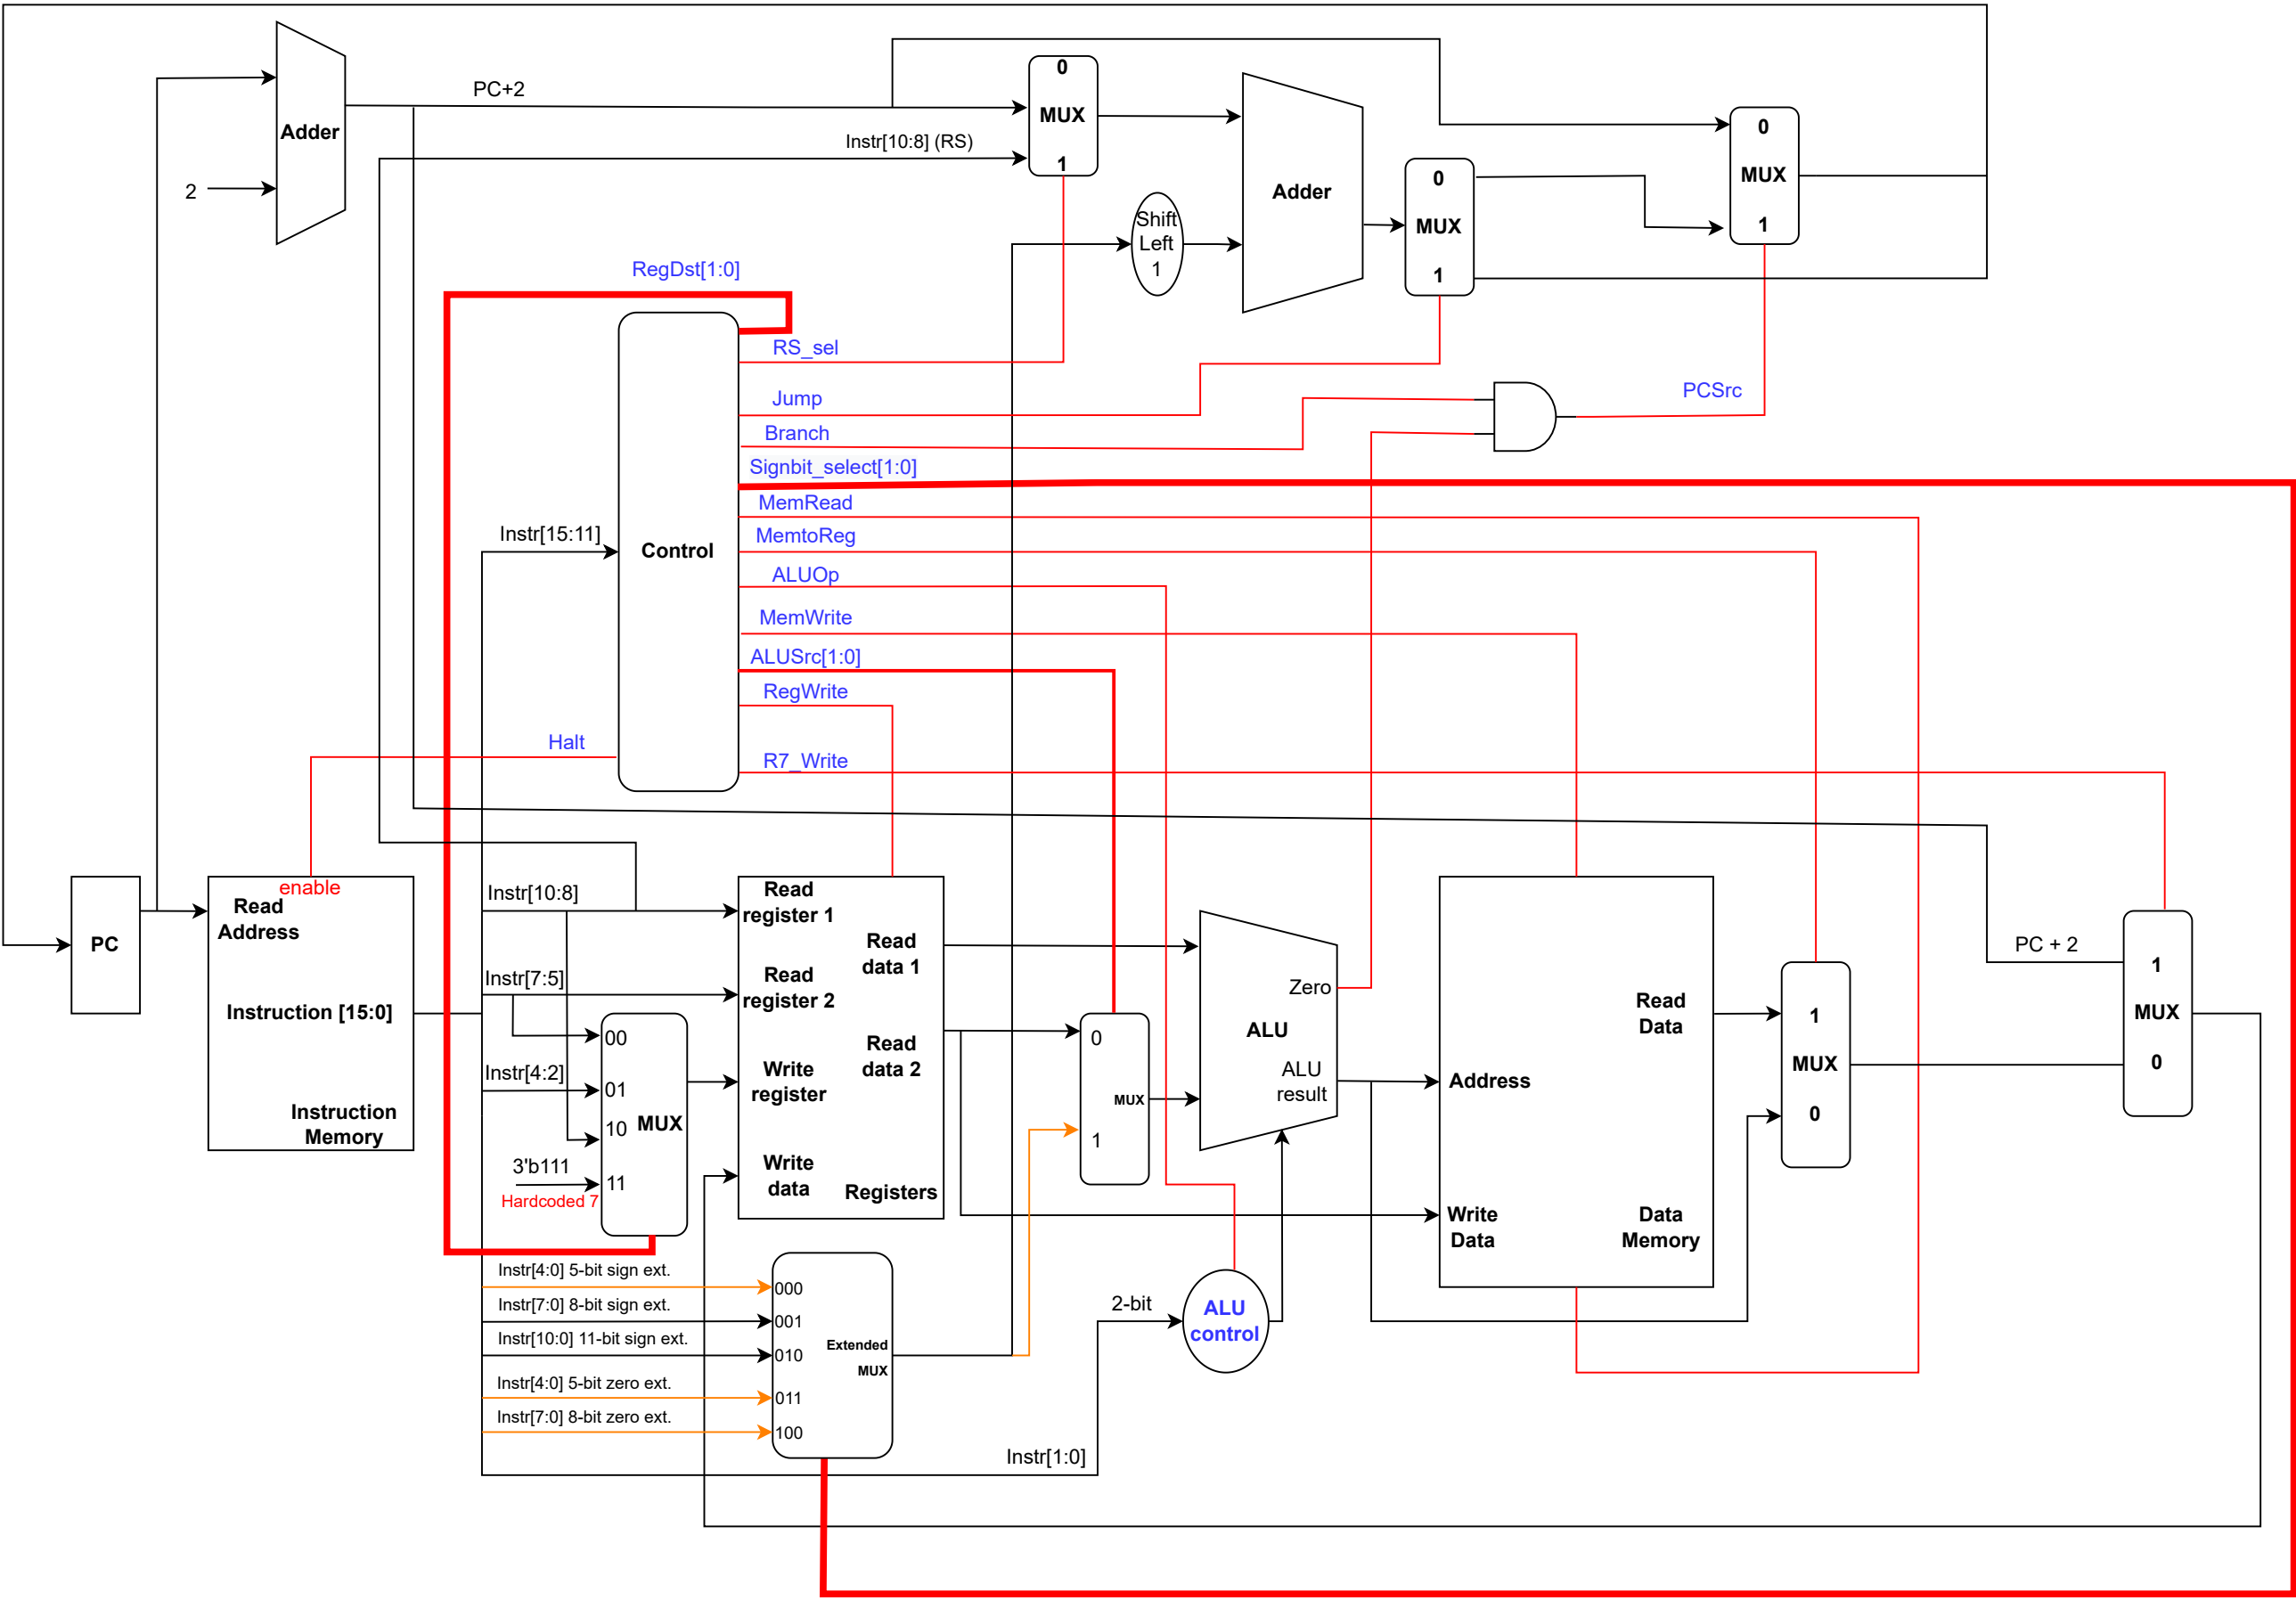 PC+2
Adder
2
Instr[10:8] (RS)
0
MUX
1
Shift
Left
1
Adder
0
MUX
1
0
MUX
1
RegDst[1:0]
RS_sel
Jump
Branch
Signbit_select[1:0]
MemRead
MemtoReg
ALUOp
MemWrite
ALUSrc[1:0]
RegWrite
R7_Write
PCSrc
Instr[15:11]
Control
Halt
enable
PC
Read
Address
Instruction [15:0]
Instruction
Memory
Instr[10:8]
Instr[7:5]
Instr[4:2]
3'b111
Hardcoded 7
00
01
10
11
MUX
Read
register 1
Read
register 2
Write
register
Write
data
Read
data 1
Read
data 2
Registers
0
MUX
1
Zero
ALU
ALU
result
Address
Write
Data
Read
Data
Data
Memory
1
MUX
0
PC + 2
1
MUX
0
Instr[4:0] 5-bit sign ext.
Instr[7:0] 8-bit sign ext.
Instr[10:0] 11-bit sign ext.
Instr[4:0] 5-bit zero ext.
Instr[7:0] 8-bit zero ext.
000
001
010
011
100
Extended
MUX
Instr[1:0]
2-bit
ALU
control